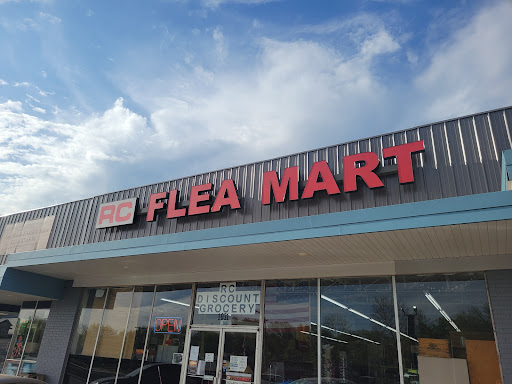 RC FLEA MART
RC
DISCOUNT
GROCERY
OPEN